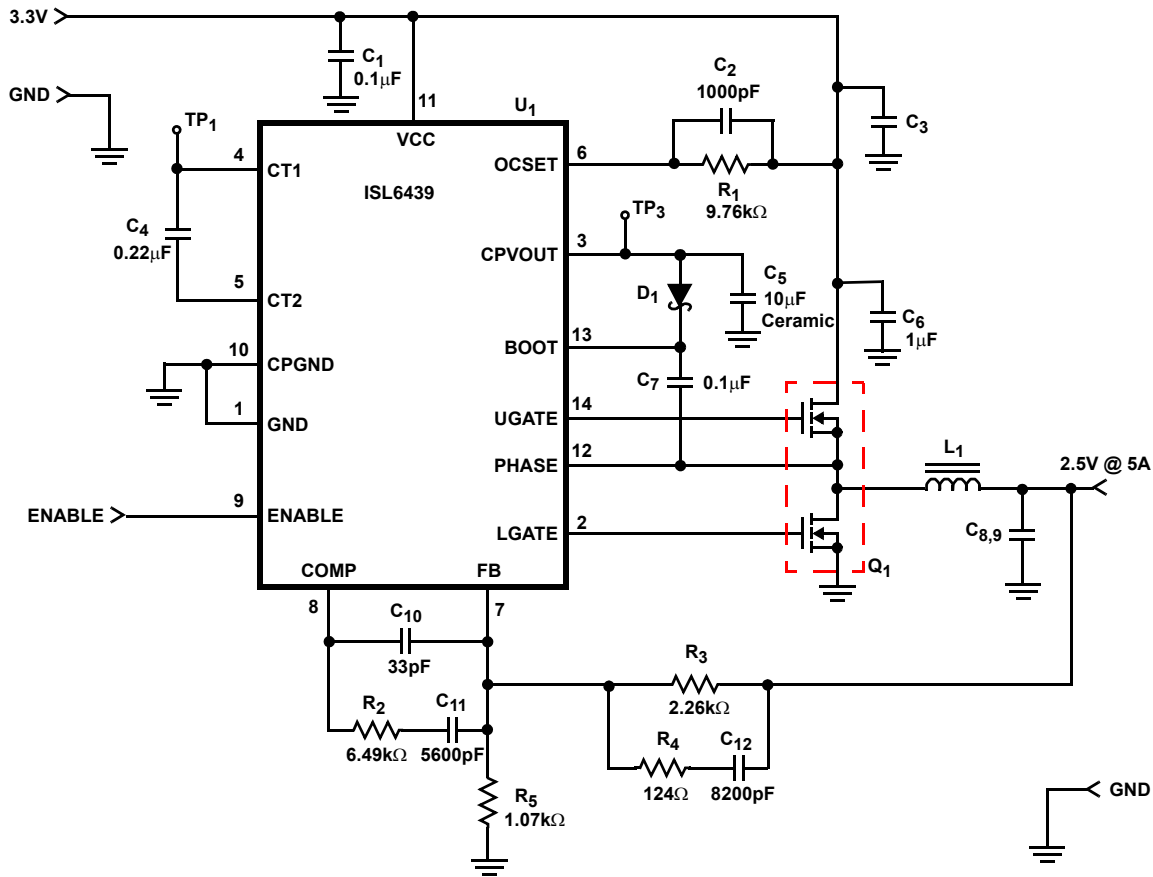 3.3V
C1
0.1μF
GND
11
U1
VCC
C2
1000pF
C3
TP1
4
CT1
ISL6439
OCSET
6
R1
9.76kΩ
C4
0.22μF
TP3
CPVOUT
3
C5
10μF
Ceramic
D1
5
CT2
C6
1μF
BOOT
13
C7
0.1μF
10
CPGND
1
GND
UGATE
14
PHASE
12
L1
2.5V @ 5A
ENABLE
9
ENABLE
LGATE
2
C8,9
Q1
COMP
FB
8
7
C10
33pF
R3
2.26kΩ
R2
6.49kΩ
C11
5600pF
R4
124Ω
C12
8200pF
R5
1.07kΩ
GND